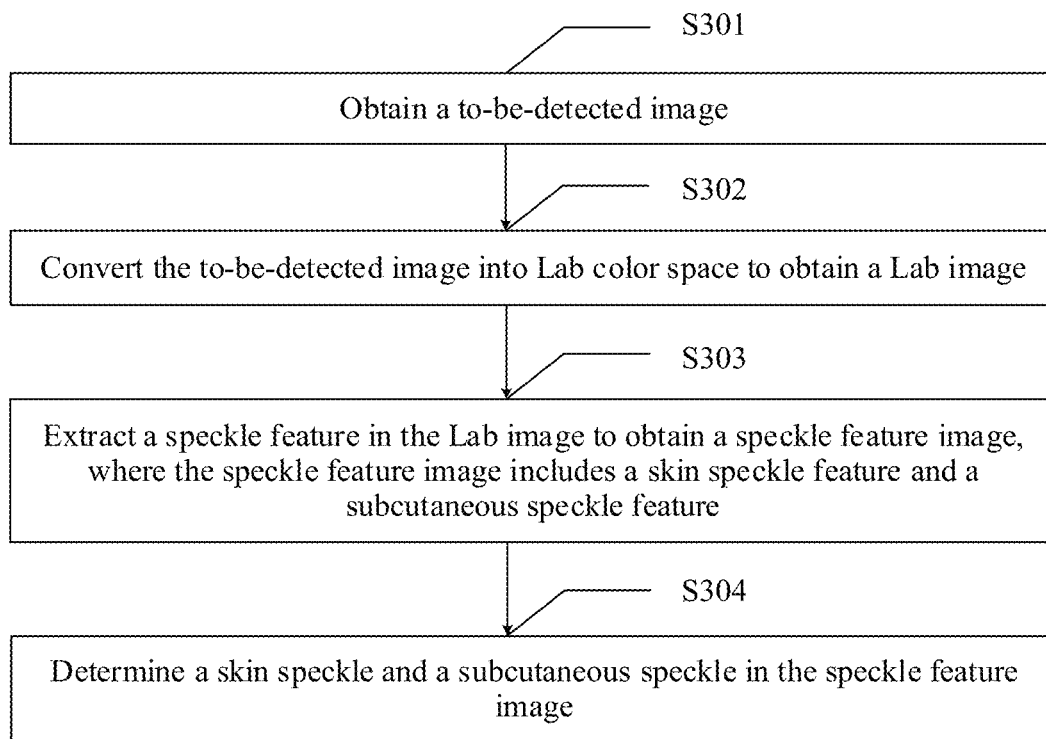 S301
Obtain a to-be-detected image
S302
Convert the to-be-detected image into Lab color space to obtain a Lab image
S303
Extract a speckle feature in the Lab image to obtain a speckle feature image,
where the speckle feature image includes a skin speckle feature and a
subcutaneous speckle feature
S304
Determine a skin speckle and a subcutaneous speckle in the speckle feature
image